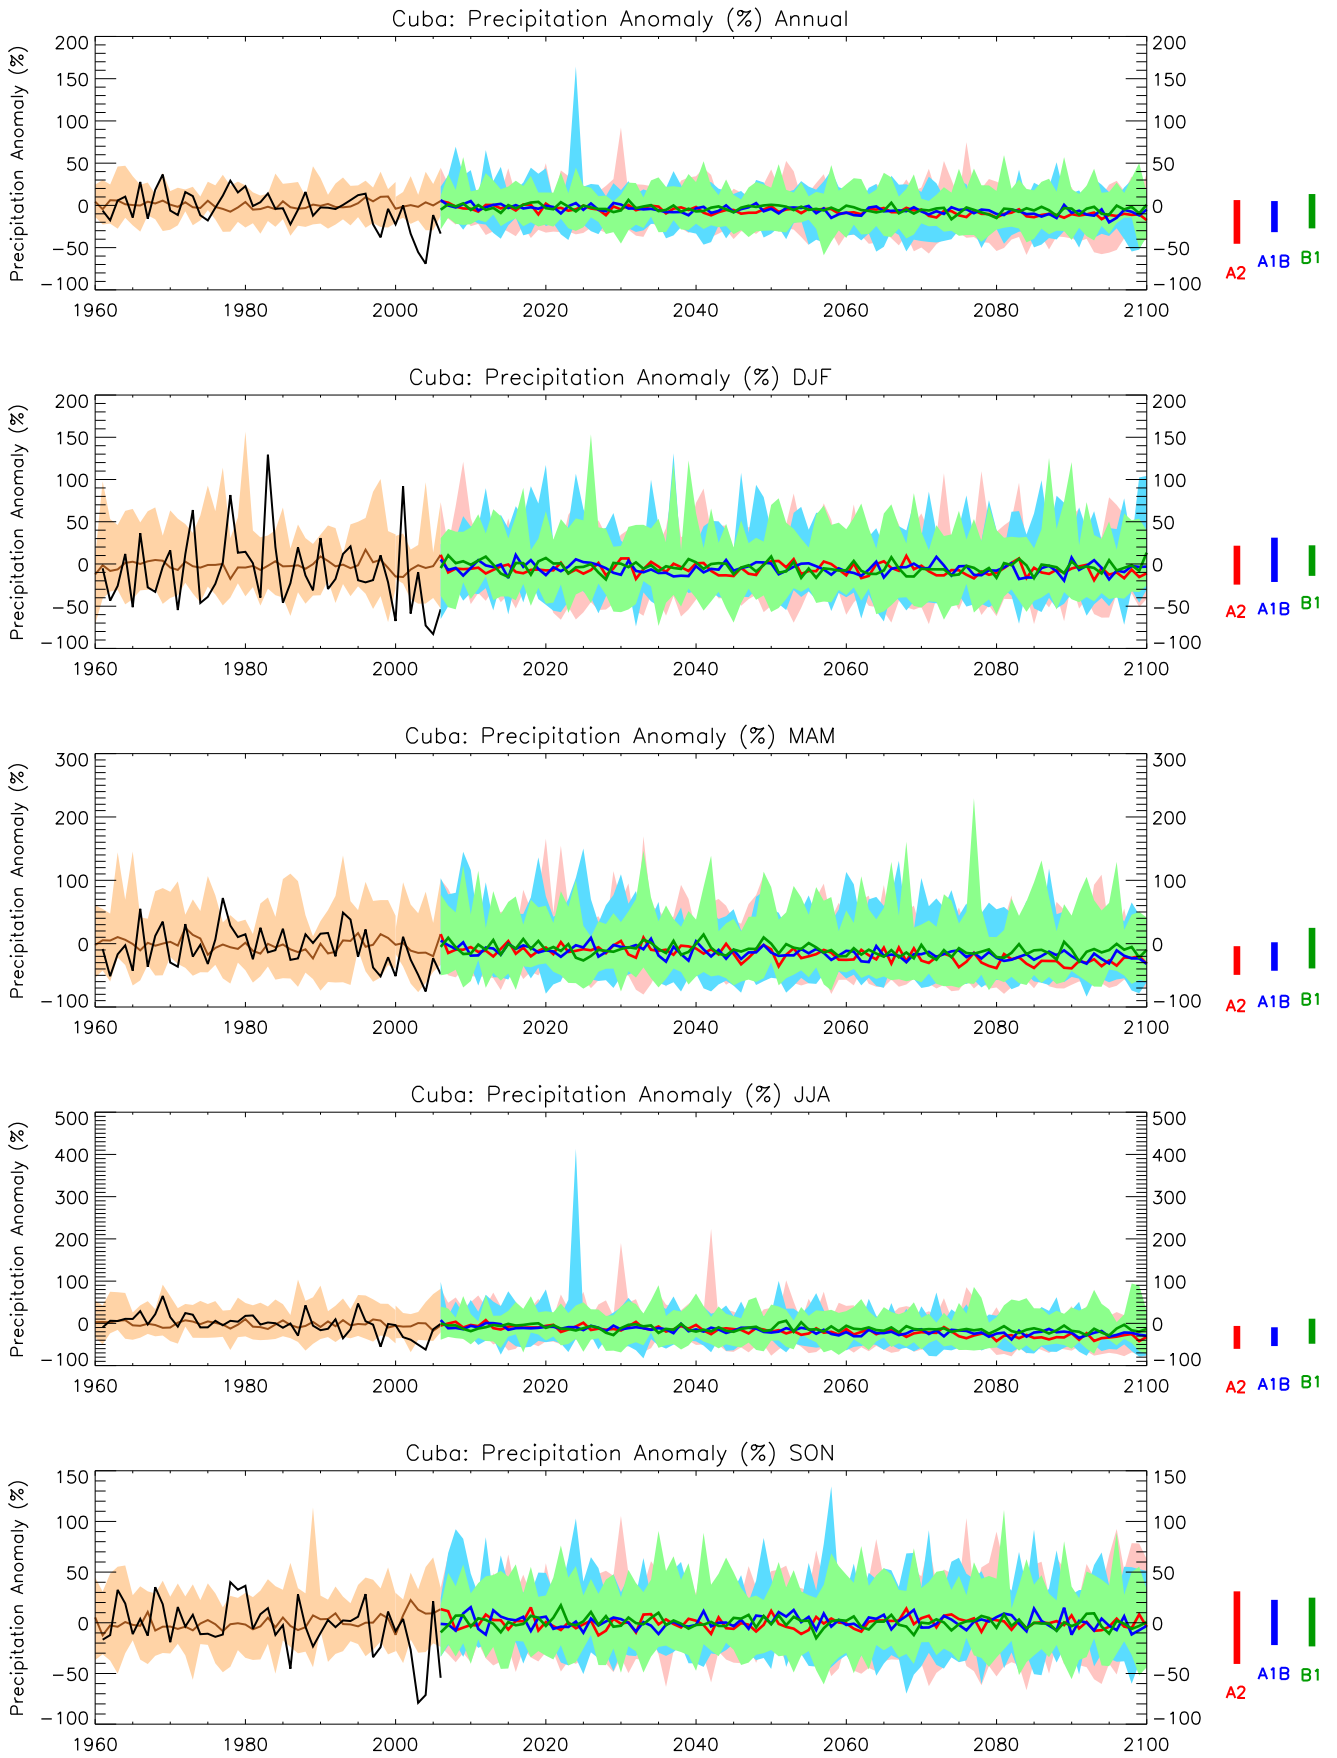 Cuba: Precipitation Anomaly (%) Annual
Precipitation Anomaly (%)
200 200
150 150
100 100
50 50
0 0
−50 −50
−100 −100
1960 1980 2000 2020 2040 2060 2080 2100
A2 A1B B1
Cuba: Precipitation Anomaly (%) DJF
Precipitation Anomaly (%)
200 200
150 150
100 100
50 50
0 0
−50 −50
−100 −100
1960 1980 2000 2020 2040 2060 2080 2100
A2 A1B B1
Cuba: Precipitation Anomaly (%) MAM
Precipitation Anomaly (%)
300 300
200 200
100 100
0 0
−100 −100
1960 1980 2000 2020 2040 2060 2080 2100
A2 A1B B1
Cuba: Precipitation Anomaly (%) JJA
Precipitation Anomaly (%)
500 500
400 400
300 300
200 200
100 100
0 0
−100 −100
1960 1980 2000 2020 2040 2060 2080 2100
A2 A1B B1
Cuba: Precipitation Anomaly (%) SON
Precipitation Anomaly (%)
150 150
100 100
50 50
0 0
−50 −50
−100 −100
1960 1980 2000 2020 2040 2060 2080 2100
A2 A1B B1